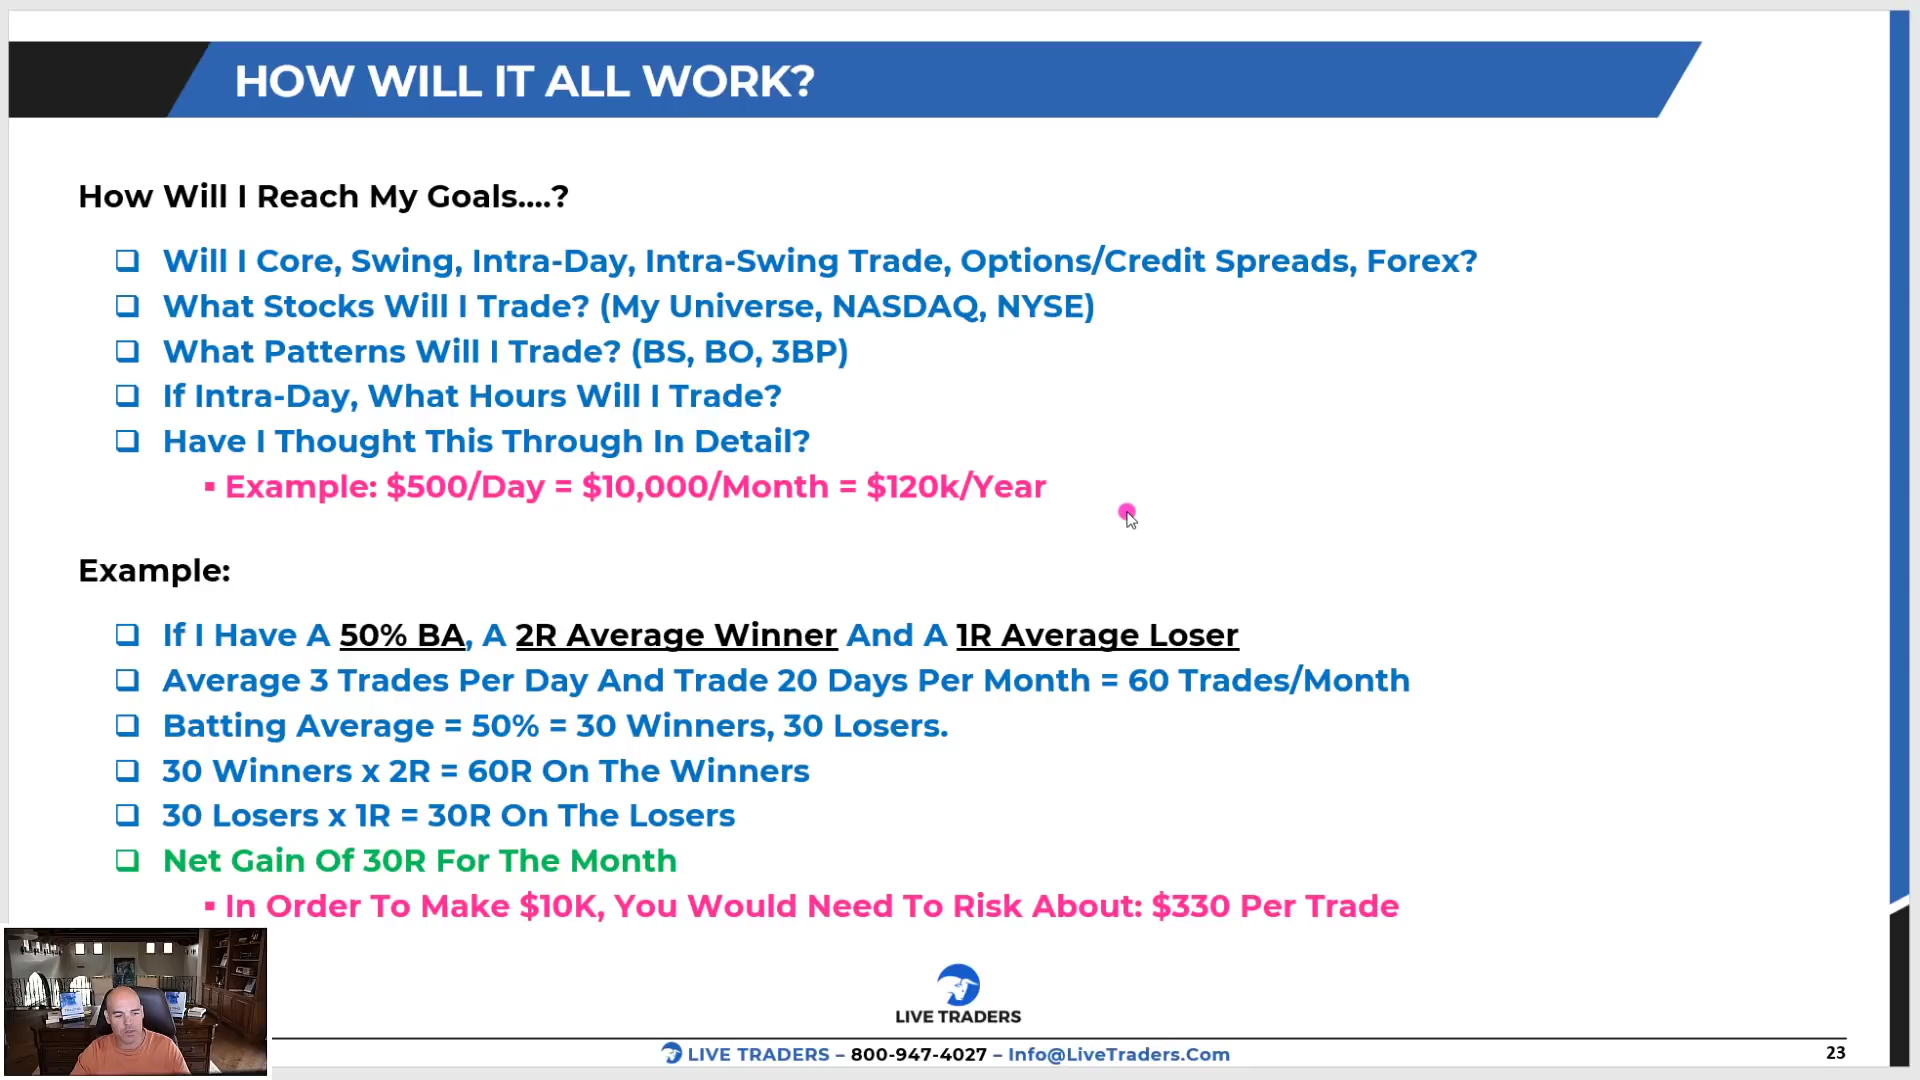 HOW WILL IT ALL WORK?
How Will I Reach My Goals....?
Will I Core, Swing, Intra-Day, Intra-Swing Trade, Options/Credit Spreads, Forex?
What Stocks Will I Trade? (My Universe, NASDAQ, NYSE)
What Patterns Will I Trade? (BS, BO, 3BP)
If Intra-Day, What Hours Will I Trade?
Have I Thought This Through In Detail?
Example: $500/Day = $10,000/Month = $120k/Year
Example:
If I Have A 50% BA, A 2R Average Winner And A 1R Average Loser
Average 3 Trades Per Day And Trade 20 Days Per Month = 60 Trades/Month
Batting Average = 50% = 30 Winners, 30 Losers.
30 Winners x 2R = 60R On The Winners
30 Losers x 1R = 30R On The Losers
Net Gain Of 30R For The Month
In Order To Make $10K, You Would Need To Risk About: $330 Per Trade
LIVE TRADERS
LIVE TRADERS – 800-947-4027 – Info@LiveTraders.Com
23